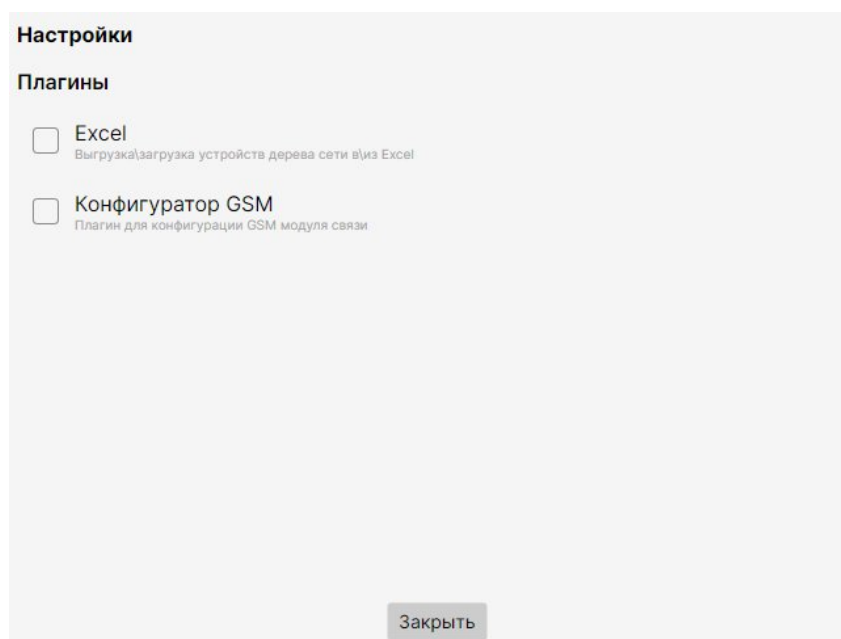 Настройки
Плагины
Excel
Выгрузка\загрузка устройств дерева сети в\из Excel
Конфигуратор GSM
Плагин для конфигурации GSM модуля связи
Закрыть